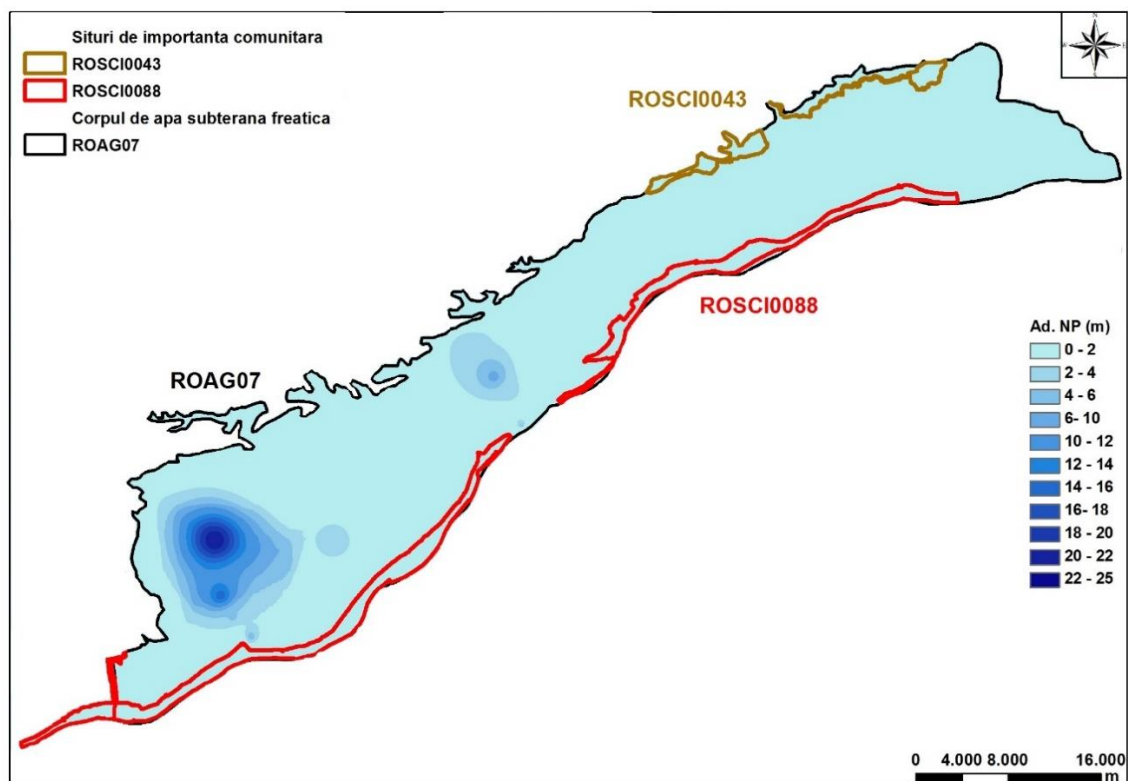 Situri de importanta comunitara
ROSCI0043
ROSCI0088
Corpul de apa subterana freatica
ROAG07
N
ROSCI0043
ROSCI0088
ROAG07
Ad. NP (m)
0 - 2
2 - 4
4 - 6
6- 10
10 - 12
12 - 14
14 - 16
16- 18
18 - 20
20 - 22
22 - 25
0 4.000 8.000 16.000
m